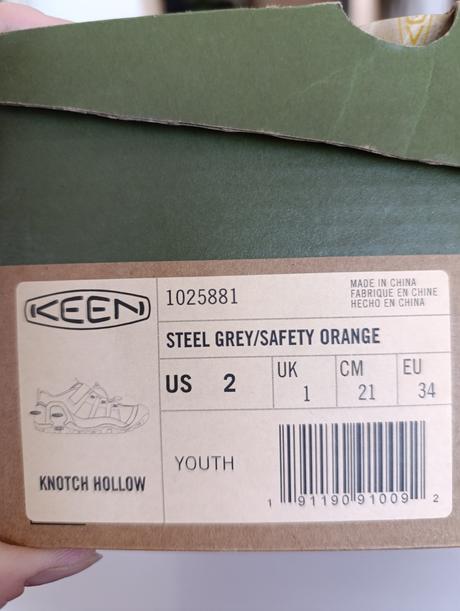 KEEN
1025881
MADE IN CHINA
FABRIQUE EN CHINE
HECHO EN CHINA
STEEL GREY/SAFETY ORANGE
US 2
UK 1
CM 21
EU 34
KNOTCH HOLLOW
YOUTH
1 91190 91009 2